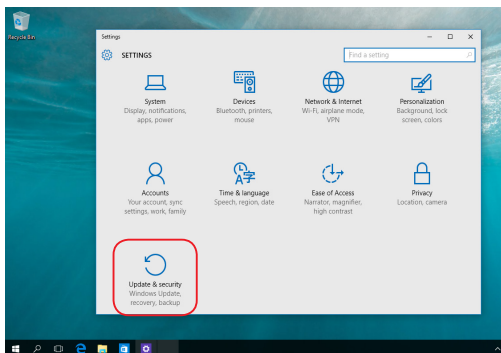 Recycle Bin
Settings
SETTINGS
Find a setting
System
Display, notifications,
apps, power
Devices
Bluetooth, printers,
mouse
Network & Internet
Wi-Fi, airplane mode,
VPN
Personalization
Background, lock
screen, colors
Accounts
Your account, sync
settings, work, family
Time & language
Speech, region, date
Ease of Access
Narrator, magnifier,
high contrast
Privacy
Location, camera
Update & security
Windows Update,
recovery, backup